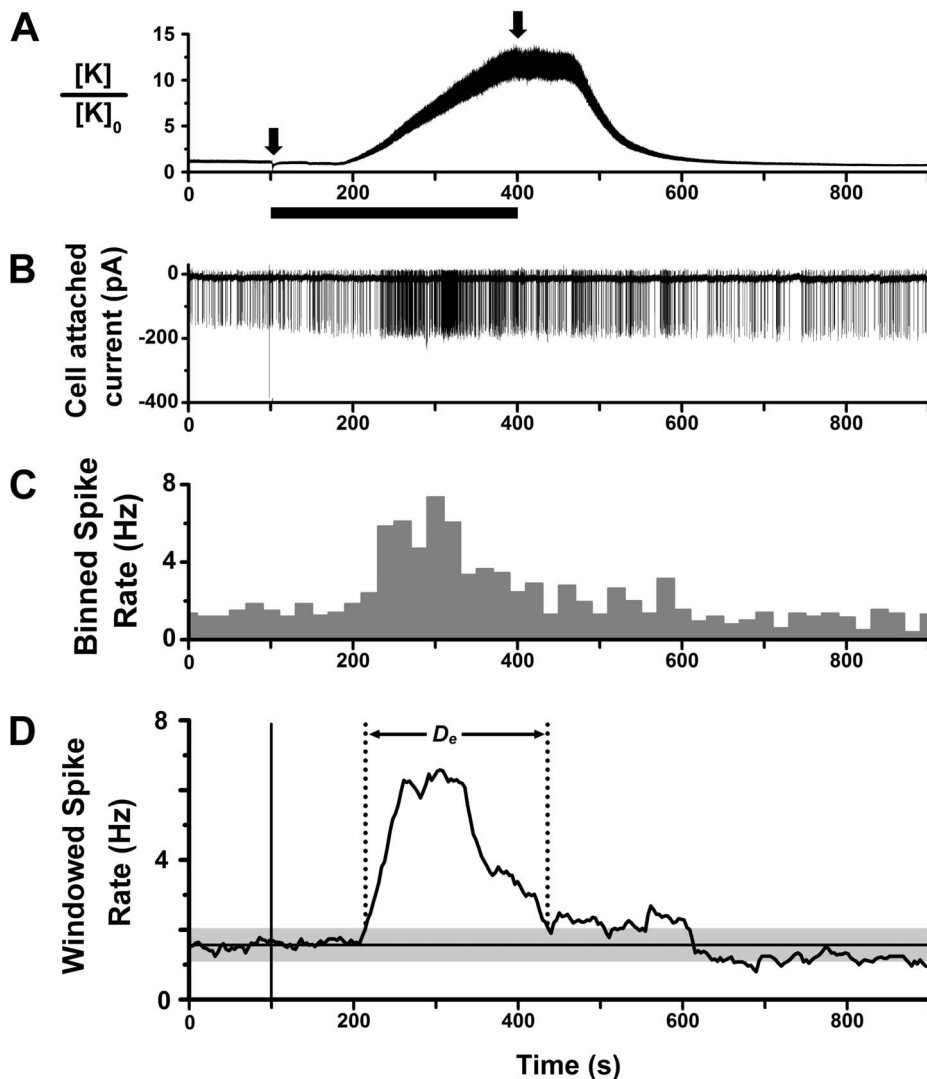 A
[K]
[K]0
15
10
5
0
0 200 400 600 800
B
Cell attached
current (pA)
0
-200
-400
0 200 400 600 800
C
Binned Spike
Rate (Hz)
8
4
0
0 200 400 600 800
D
Windowed Spike
Rate (Hz)
8
De
4
0
0 200 400 600 800
Time (s)